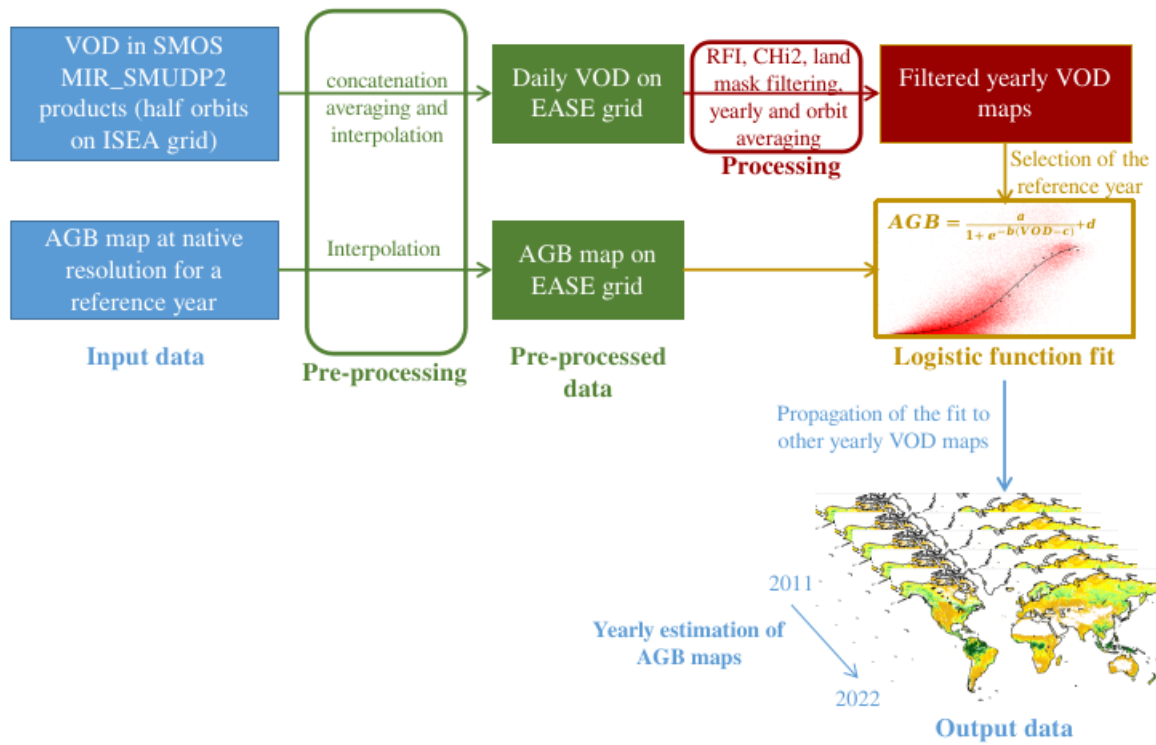 VOD in SMOS
MIR_SMUDP2
products (half orbits
on ISEA grid)
concatenation
averaging and
interpolation
Daily VOD on
EASE grid
RFI, CHi2, land
mask filtering,
yearly and orbit
averaging
Processing
Filtered yearly VOD
maps
Selection of the
reference year
AGB map at native
resolution for a
reference year
Input data
Interpolation
Pre-processing
AGB map on
EASE grid
Pre-processed
data
AGB = a / 1 + e^{-b(VOD-c)} + d
Logistic function fit
Propagation of the fit to
other yearly VOD maps
2011
Yearly estimation of
AGB maps
2022
Output data